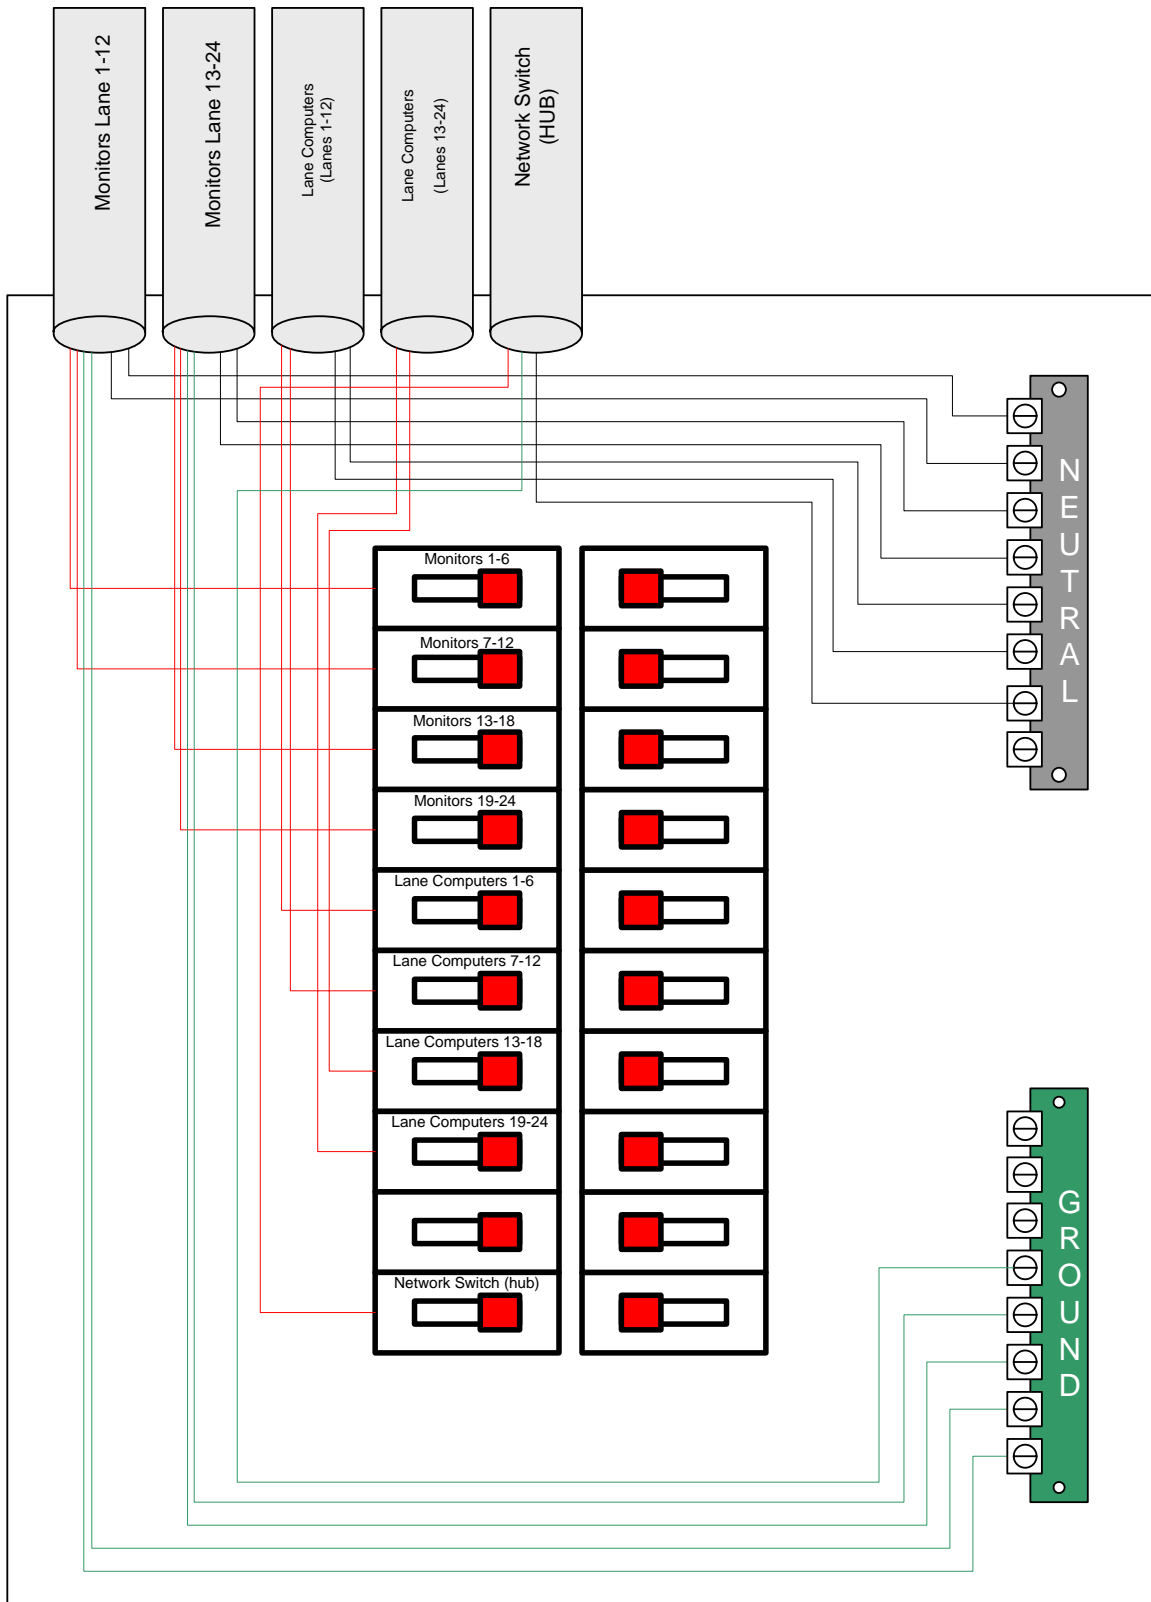 Monitors Lane 1-12
Monitors Lane 13-24
Lane Computers
(Lanes 1-12)
Lane Computers
(Lanes 13-24)
Network Switch
(HUB)
NEUTRAL
Monitors 1-6
Monitors 7-12
Monitors 13-18
Monitors 19-24
Lane Computers 1-6
Lane Computers 7-12
Lane Computers 13-18
Lane Computers 19-24
Network Switch (hub)
GROUND